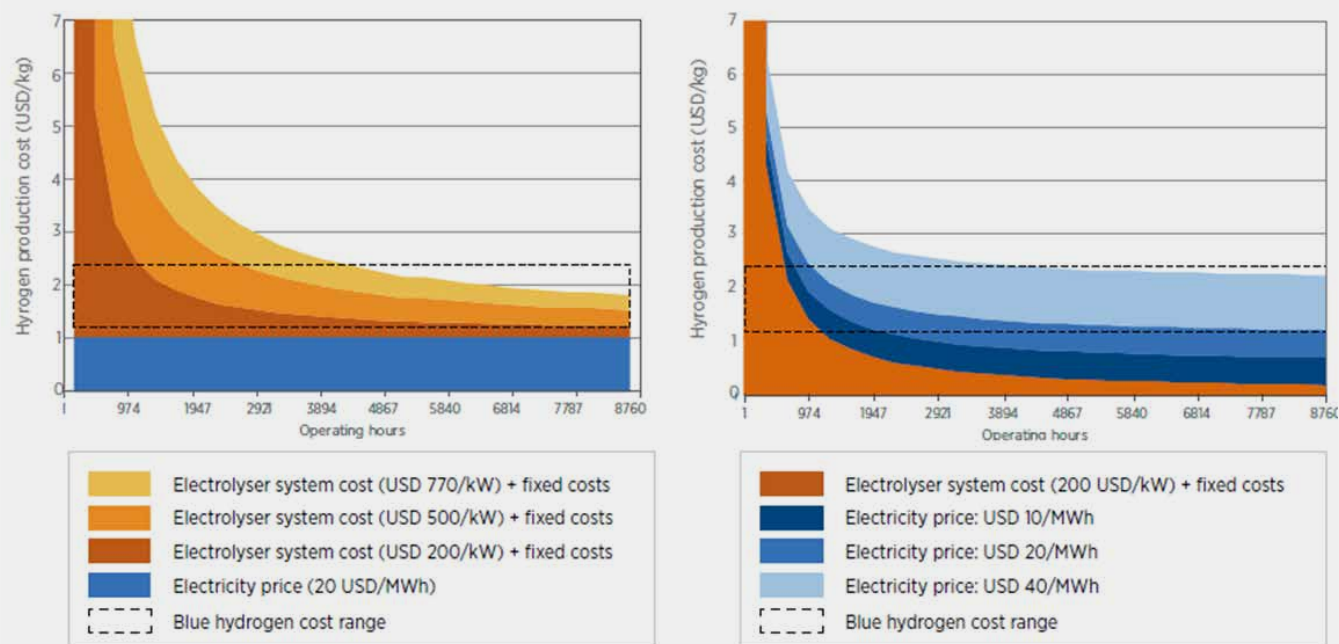 Hyrogen production cost (USD/kg)
7
6
5
4
3
2
1
0
1 974 1947 2921 3894 4867 5840 6814 7787 8760
Operating hours
Electrolyser system cost (USD 770/kW) + fixed costs
Electrolyser system cost (USD 500/kW) + fixed costs
Electrolyser system cost (USD 200/kW) + fixed costs
Electricity price (20 USD/MWh)
Blue hydrogen cost range
Hyrogen production cost (USD/kg)
7
6
5
4
3
2
1
0
1 974 1947 2921 3894 4867 5840 6814 7787 8760
Operating hours
Electrolyser system cost (200 USD/kW) + fixed costs
Electricity price: USD 10/MWh
Electricity price: USD 20/MWh
Electricity price: USD 40/MWh
Blue hydrogen cost range